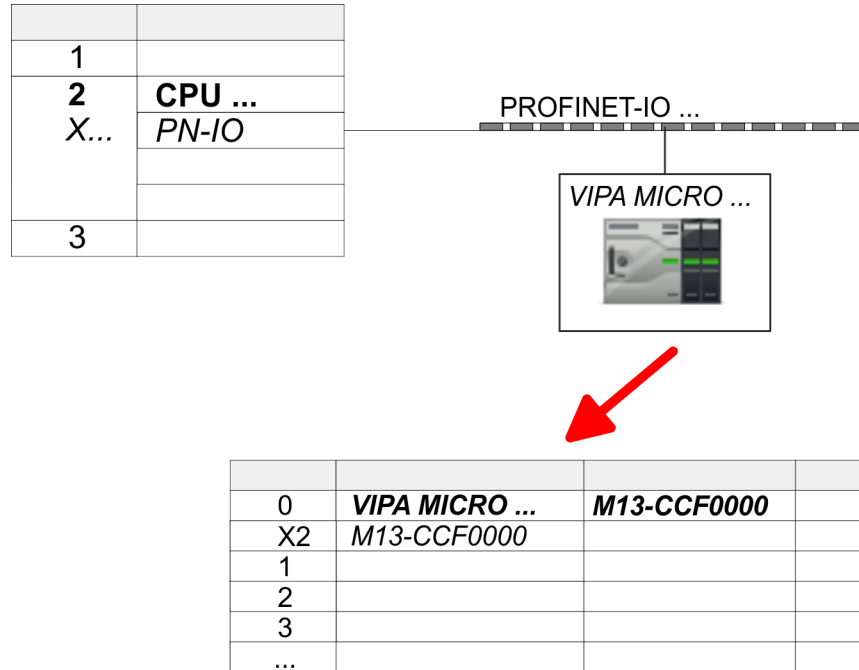 1
2 CPU ...
X... PN-IO
3
PROFINET-IO ...
VIPA MICRO ...
0 VIPA MICRO ... M13-CCF0000
X2 M13-CCF0000
1
2
3
...